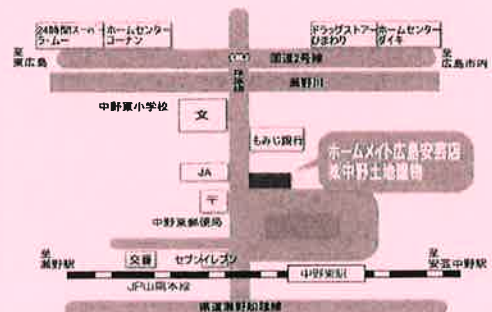 24時間スーパー
ラ・ムー
ホームセンター
コーナン
ドラッグストアー
ひまわり
ホームセンター
ダイキ
至
東広島
国道2号線
至
広島市内
瀬野川
中野東小学校
文
もみじ銀行
ホームメイト広島安芸店
㈱中野土地建物
JA
〒
中野東郵便局
至
瀬野駅
交番
セブンイレブン
至
安芸中野駅
中野東駅
JR山陽本線
県道瀬野船越線